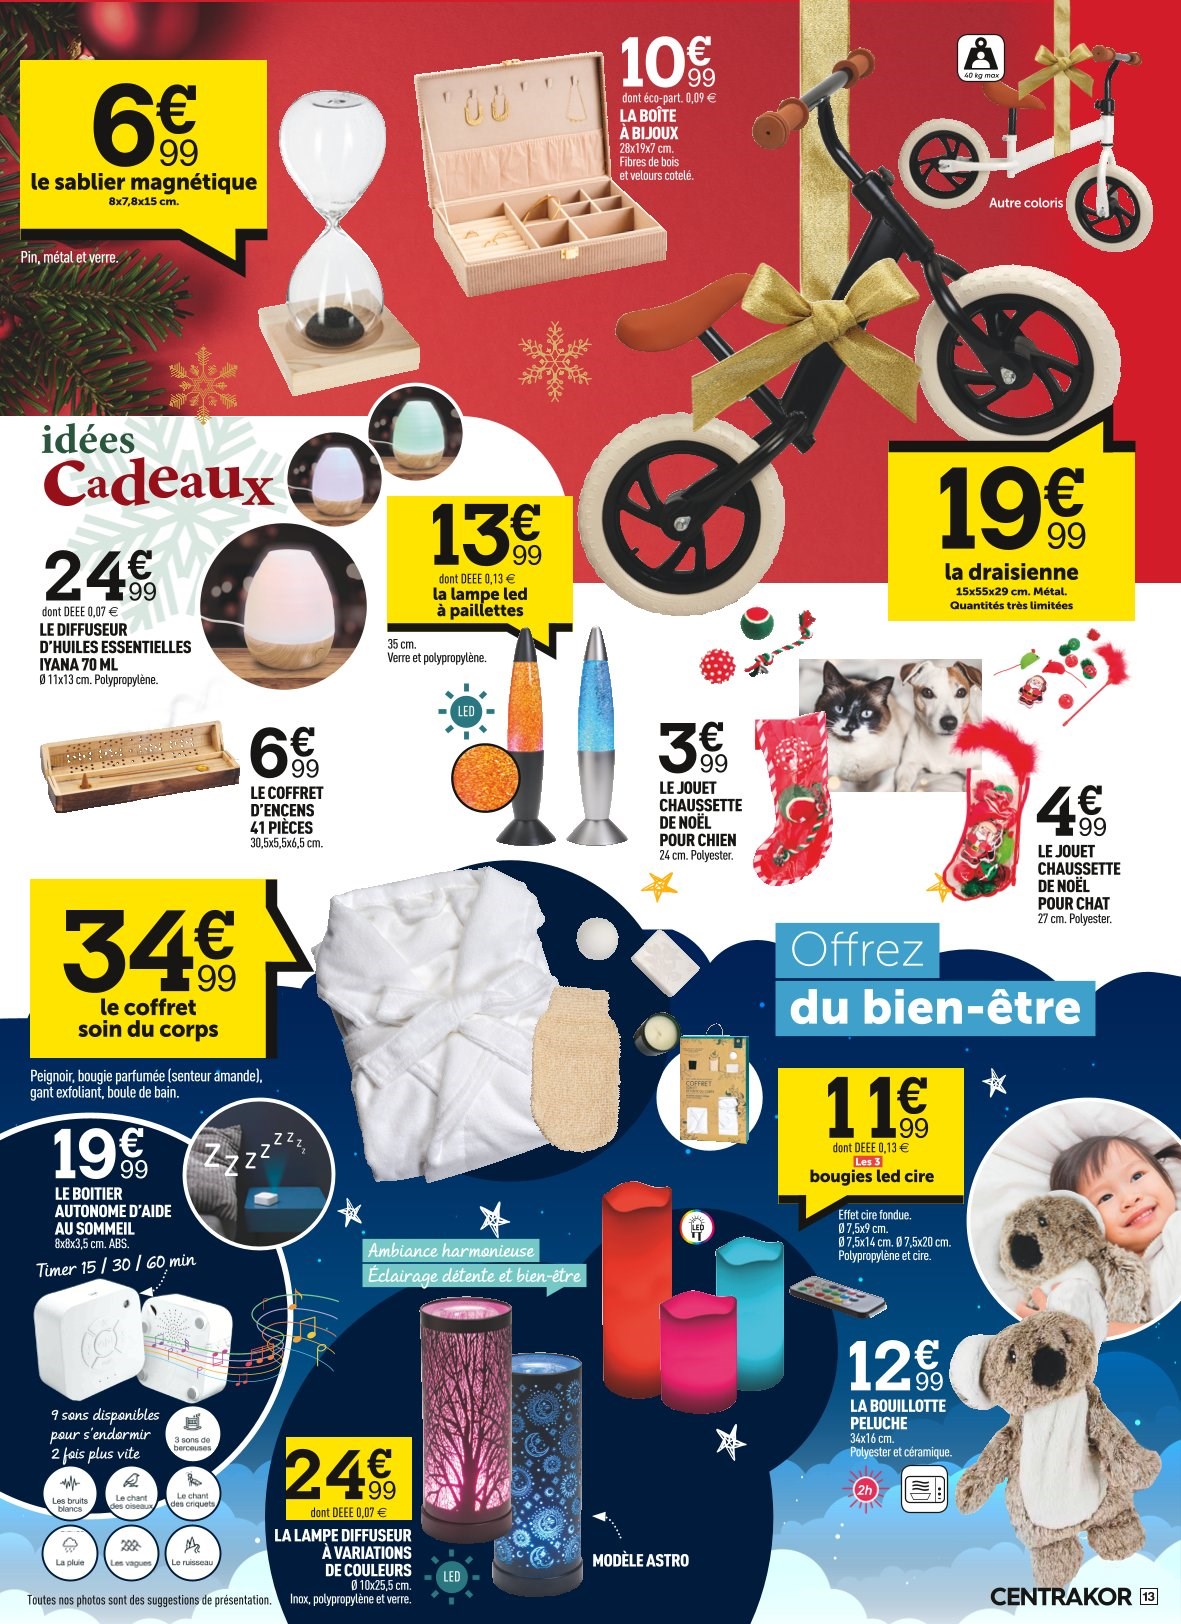 6€99
le sablier magnétique
8x7,8x15 cm.
Pin, métal et verre.
10€99
dont éco-part. 0,09 €
LA BOÎTE
À BIJOUX
28x19x7 cm.
Fibres de bois
et velours cotelé.
40 kg max
Autre coloris
19€99
la draisienne
15x55x29 cm. Métal.
Quantités très limitées
idées
Cadeaux
24€99
dont DEEE 0,07 €
LE DIFFUSEUR
D'HUILES ESSENTIELLES
IYANA 70 ML
Ø 11x13 cm. Polypropylène.
13€99
dont DEEE 0,13 €
la lampe led
à paillettes
35 cm.
Verre et polypropylène.
LED
6€99
LE COFFRET
D'ENCENS
41 PIÈCES
30,5x5,5x6,5 cm.
3€99
LE JOUET
CHAUSSETTE
DE NOËL
POUR CHIEN
24 cm. Polyester.
4€99
LE JOUET
CHAUSSETTE
DE NOËL
POUR CHAT
27 cm. Polyester.
34€99
le coffret
soin du corps
Peignoir, bougie parfumée (senteur amande),
gant exfoliant, boule de bain.
COFFRET
Offrez
du bien-être
19€99
LE BOITIER
AUTONOME D'AIDE
AU SOMMEIL
8x8x3,5 cm. ABS.
Timer 15 / 30 / 60 min
Z Z Z Z Z Z Z Z
9 sons disponibles
pour s'endormir
2 fois plus vite
3 sons de
berceuses
Les bruits
blancs
Le chant
des oiseaux
Le chant
des criquets
La pluie
Les vagues
Le ruisseau
Ambiance harmonieuse
Éclairage détente et bien-être
24€99
dont DEEE 0,07 €
LA LAMPE DIFFUSEUR
À VARIATIONS
DE COULEURS
Ø 10x25,5 cm.
Inox, polypropylène et verre.
LED
MODÈLE ASTRO
11€99
dont DEEE 0,13 €
Les 3
bougies led cire
Effet cire fondue.
Ø 7,5x9 cm.
Ø 7,5x14 cm. Ø 7,5x20 cm.
Polypropylène et cire.
LED
12€99
LA BOUILLOTTE
PELUCHE
34x16 cm.
Polyester et céramique.
2h
Toutes nos photos sont des suggestions de présentation.
CENTRAKOR 13